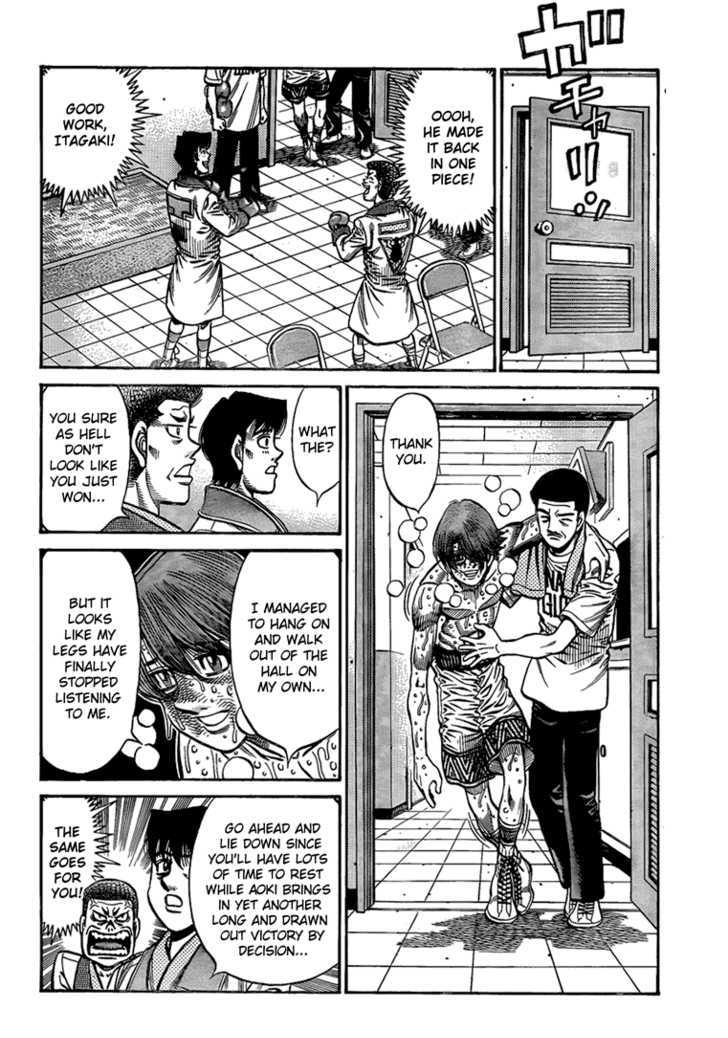 ガチャリ
OOOH,
HE MADE
IT BACK
IN ONE
PIECE!
GOOD
WORK,
ITAGAKI!
THANK
YOU.
WHAT
THE?
YOU SURE
AS HELL
DON'T
LOOK LIKE
YOU JUST
WON...
I MANAGED
TO HANG ON
AND WALK
OUT OF THE
HALL ON
MY OWN...
BUT IT
LOOKS
LIKE MY
LEGS HAVE
FINALLY
STOPPED
LISTENING
TO ME.
GO AHEAD AND
LIE DOWN SINCE
YOU'LL HAVE LOTS
OF TIME TO REST
WHILE AOKI BRINGS
IN YET ANOTHER
LONG AND DRAWN
OUT VICTORY BY
DECISION...
THE
SAME
GOES
FOR
YOU!